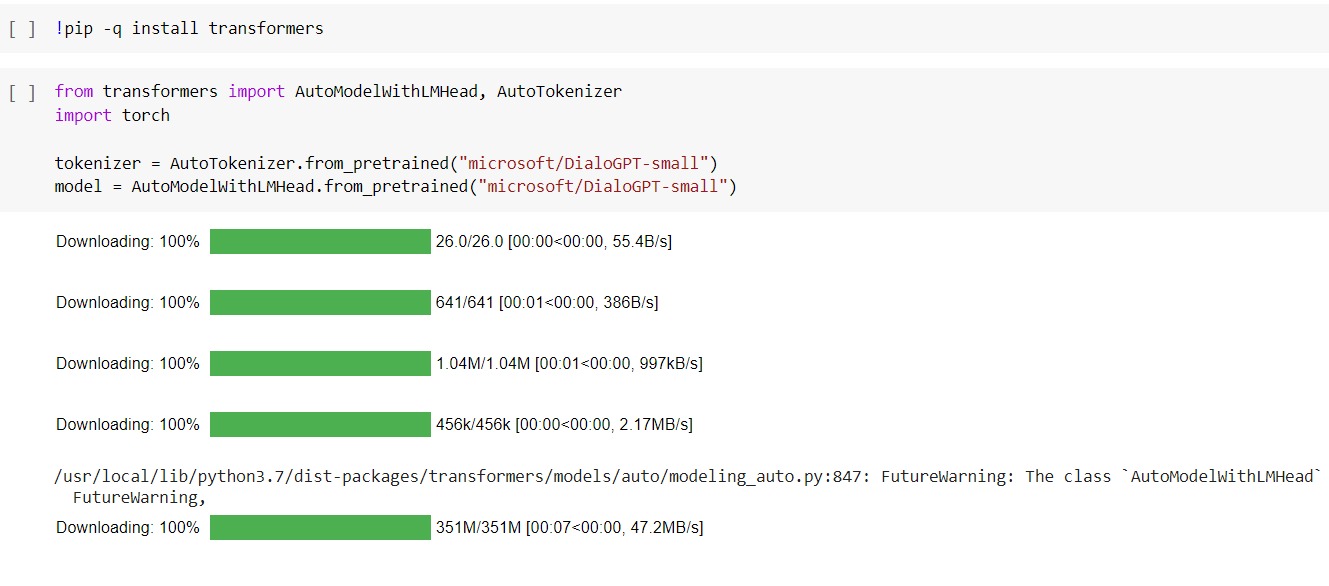 [ ] !pip -q install transformers
[ ] from transformers import AutoModelWithLMHead, AutoTokenizer
import torch
tokenizer = AutoTokenizer.from_pretrained("microsoft/DialoGPT-small")
model = AutoModelWithLMHead.from_pretrained("microsoft/DialoGPT-small")
Downloading: 100% 26.0/26.0 [00:00<00:00, 55.4B/s]
Downloading: 100% 641/641 [00:01<00:00, 386B/s]
Downloading: 100% 1.04M/1.04M [00:01<00:00, 997kB/s]
Downloading: 100% 456k/456k [00:00<00:00, 2.17MB/s]
/usr/local/lib/python3.7/dist-packages/transformers/models/auto/modeling_auto.py:847: FutureWarning: The class `AutoModelWithLMHead`
FutureWarning,
Downloading: 100% 351M/351M [00:07<00:00, 47.2MB/s]